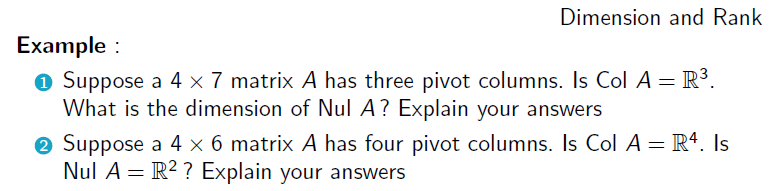 Dimension and Rank
Example :
1 Suppose a 4 × 7 matrix A has three pivot columns. Is Col A = ℝ³.
What is the dimension of Nul A? Explain your answers
2 Suppose a 4 × 6 matrix A has four pivot columns. Is Col A = ℝ⁴. Is
Nul A = ℝ² ? Explain your answers